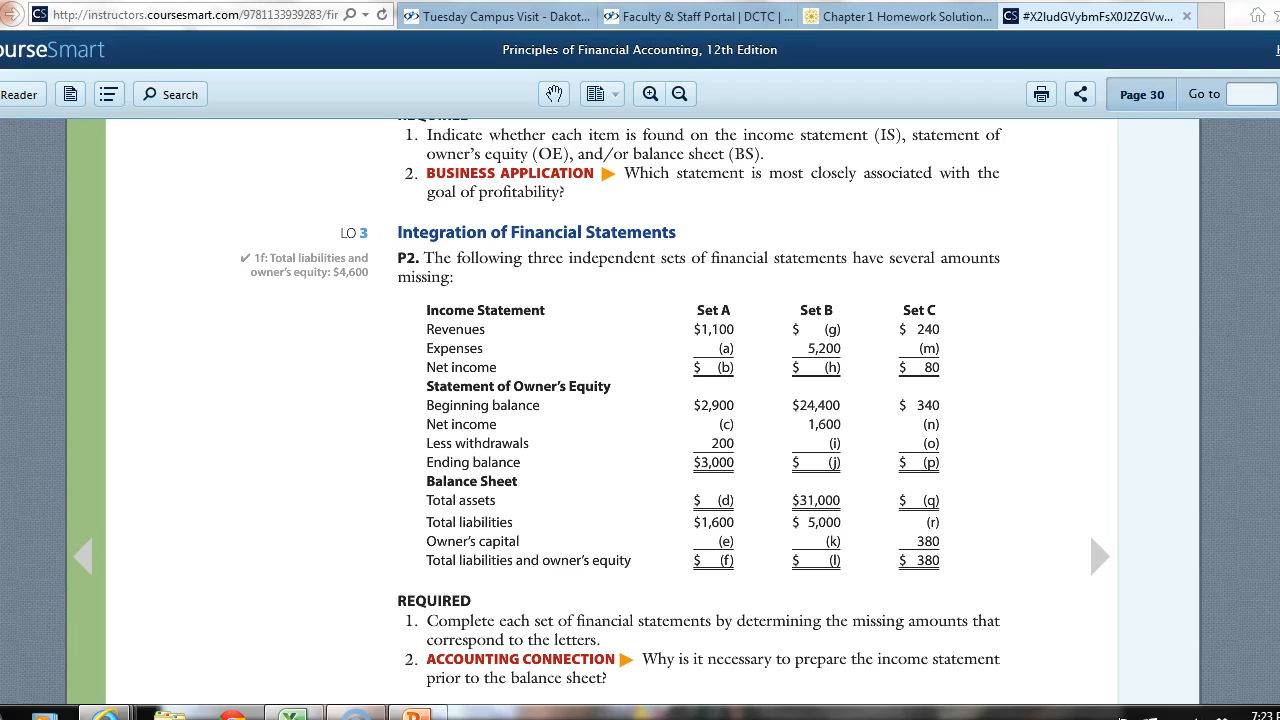 http://instructors.coursesmart.com/9781133939283/fir
Tuesday Campus Visit - Dakot...
Faculty & Staff Portal | DCTC | ...
Chapter 1 Homework Solution...
CS #X2ludGVybmFsX0J2ZGVw...
ourseSmart
Principles of Financial Accounting, 12th Edition
Reader
Search
Page 30
Go to
1. Indicate whether each item is found on the income statement (IS), statement of
owner's equity (OE), and/or balance sheet (BS).
2. BUSINESS APPLICATION ▶ Which statement is most closely associated with the
goal of profitability?
LO 3 Integration of Financial Statements
✔ 1f: Total liabilities and
owner's equity: $4,600
P2. The following three independent sets of financial statements have several amounts
missing:
Income Statement Set A Set B Set C
Revenues $1,100 $ (g) $ 240
Expenses (a) 5,200 (m)
Net income $ (b) $ (h) $ 80
Statement of Owner's Equity
Beginning balance $2,900 $24,400 $ 340
Net income (c) 1,600 (n)
Less withdrawals 200 (i) (o)
Ending balance $3,000 $ (j) $ (p)
Balance Sheet
Total assets $ (d) $31,000 $ (q)
Total liabilities $1,600 $ 5,000 (r)
Owner's capital (e) (k) 380
Total liabilities and owner's equity $ (f) $ (l) $ 380
REQUIRED
1. Complete each set of financial statements by determining the missing amounts that
correspond to the letters.
2. ACCOUNTING CONNECTION ▶ Why is it necessary to prepare the income statement
prior to the balance sheet?